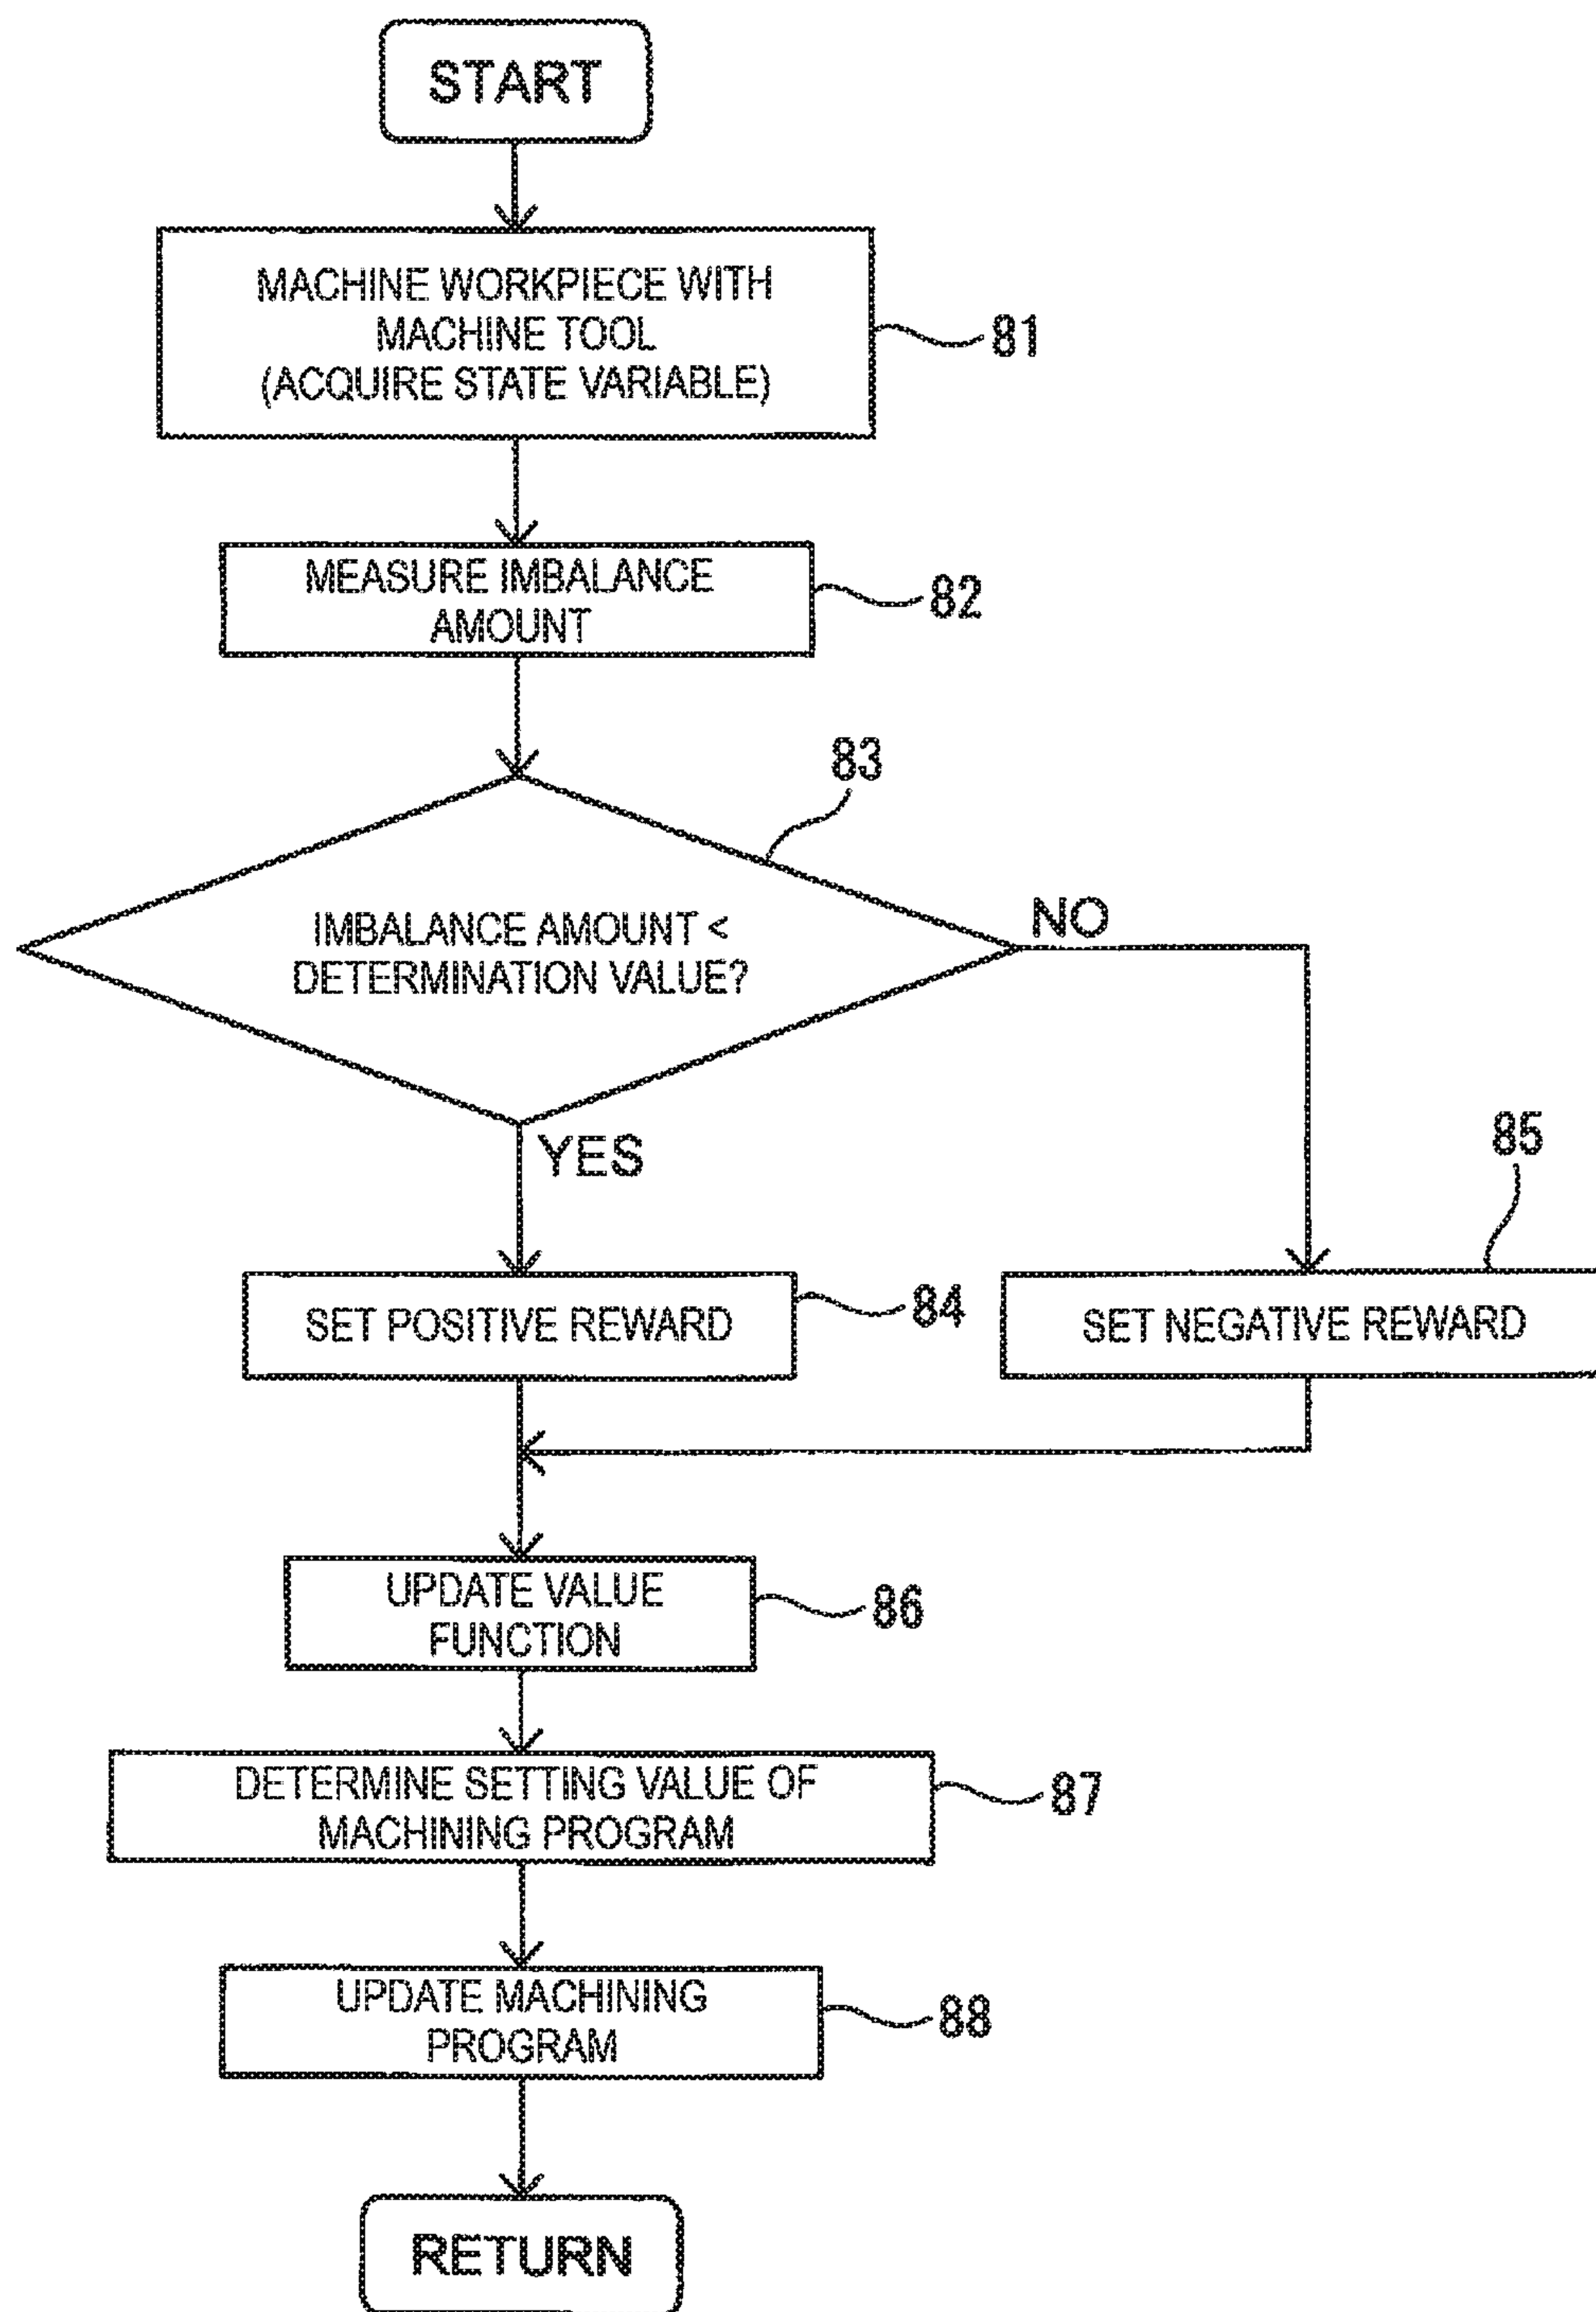 START
MACHINE WORKPIECE WITH
MACHINE TOOL
(ACQUIRE STATE VARIABLE)
81
MEASURE IMBALANCE
AMOUNT
82
83
IMBALANCE AMOUNT <
DETERMINATION VALUE?
NO
YES
85
SET POSITIVE REWARD
84
SET NEGATIVE REWARD
UPDATE VALUE
FUNCTION
86
DETERMINE SETTING VALUE OF
MACHINING PROGRAM
87
UPDATE MACHINING
PROGRAM
88
RETURN